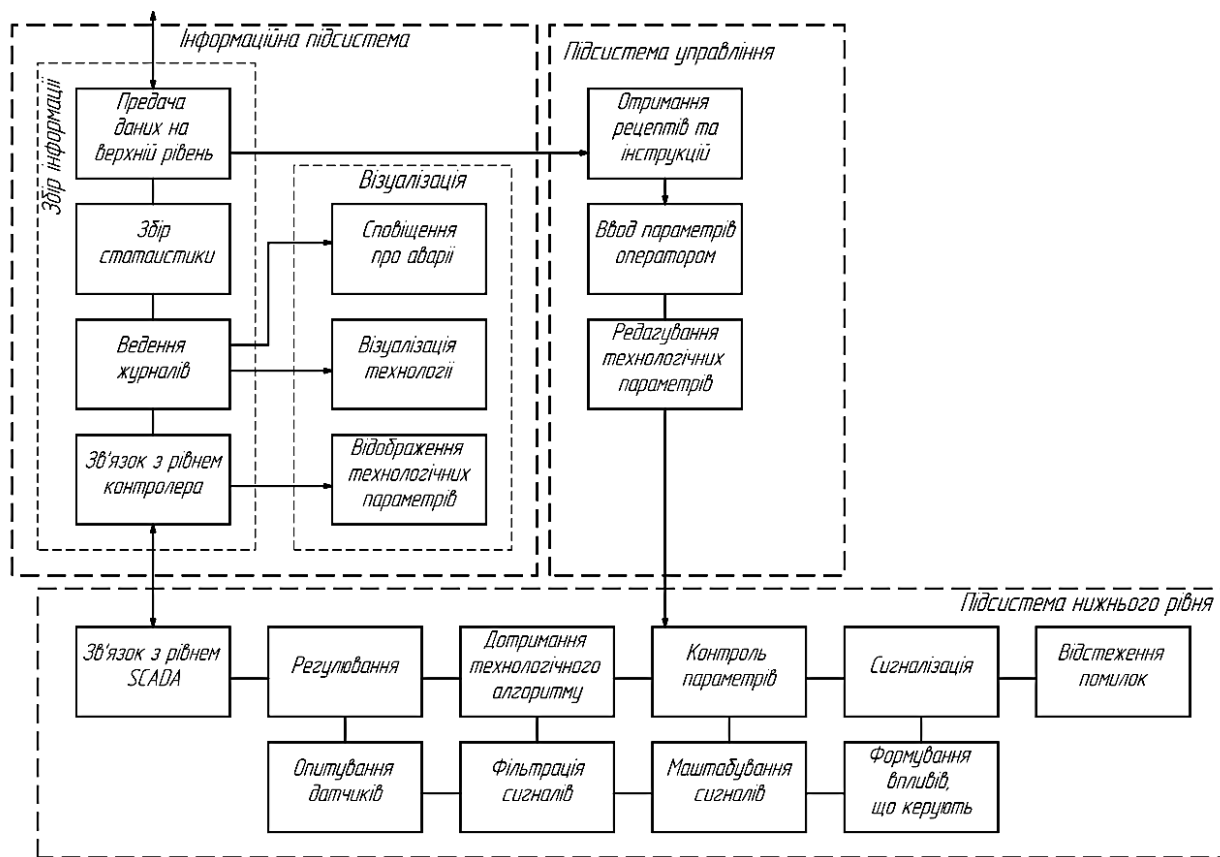 Інформаційна підсистема
Збір інформації
Предача
даних на
верхній рівень
Збір
статаистики
Ведення
журналів
Зв'язок з рівнем
контролера
Візуалізація
Сповіщення
про аварії
Візуалізація
технології
Відображення
технологічних
параметрів
Підсистема управління
Отримання
рецептів та
інструкцій
Ввод параметрів
оператором
Редагування
технологічних
параметрів
Підсистема нижнього рівня
Зв'язок з рівнем
SCADA
Регулювання
Дотримання
технологічного
алгоритму
Контроль
параметрів
Сигналізація
Відстеження
помилок
Опитування
датчиків
Фільтрація
сигналів
Маштабування
сигналів
Формування
впливів,
що керують